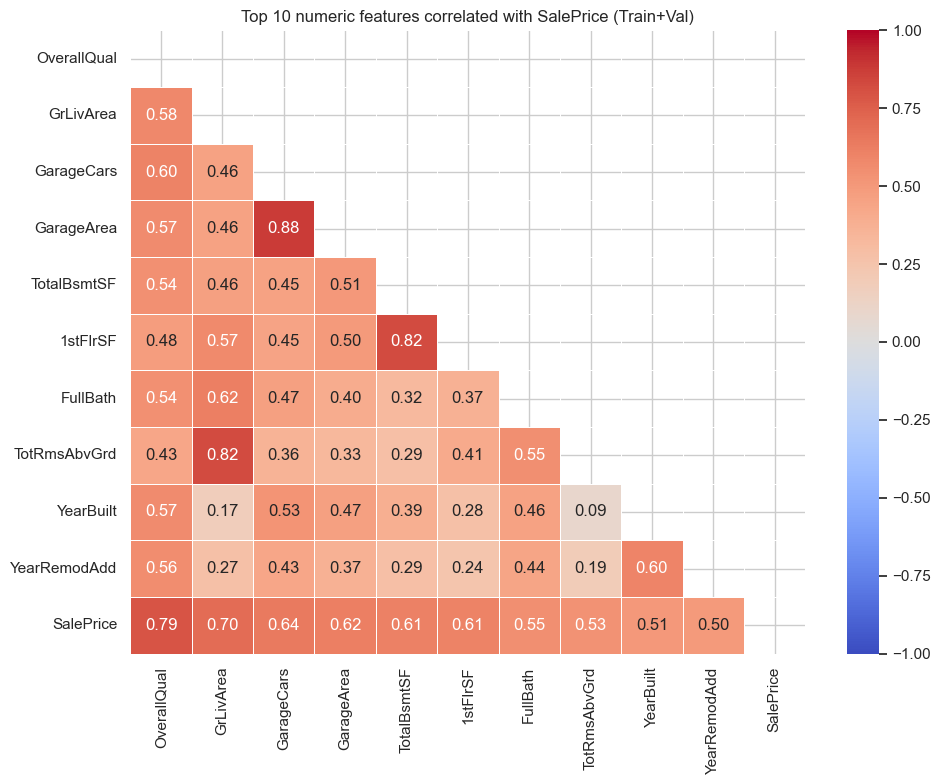 Top 10 numeric features correlated with SalePrice (Train+Val)
OverallQual
GrLivArea 0.58
GarageCars 0.60 0.46
GarageArea 0.57 0.46 0.88
TotalBsmtSF 0.54 0.46 0.45 0.51
1stFlrSF 0.48 0.57 0.45 0.50 0.82
FullBath 0.54 0.62 0.47 0.40 0.32 0.37
TotRmsAbvGrd 0.43 0.82 0.36 0.33 0.29 0.41 0.55
YearBuilt 0.57 0.17 0.53 0.47 0.39 0.28 0.46 0.09
YearRemodAdd 0.56 0.27 0.43 0.37 0.29 0.24 0.44 0.19 0.60
SalePrice 0.79 0.70 0.64 0.62 0.61 0.61 0.55 0.53 0.51 0.50
OverallQual
GrLivArea
GarageCars
GarageArea
TotalBsmtSF
1stFlrSF
FullBath
TotRmsAbvGrd
YearBuilt
YearRemodAdd
SalePrice
1.00
0.75
0.50
0.25
0.00
−0.25
−0.50
−0.75
−1.00